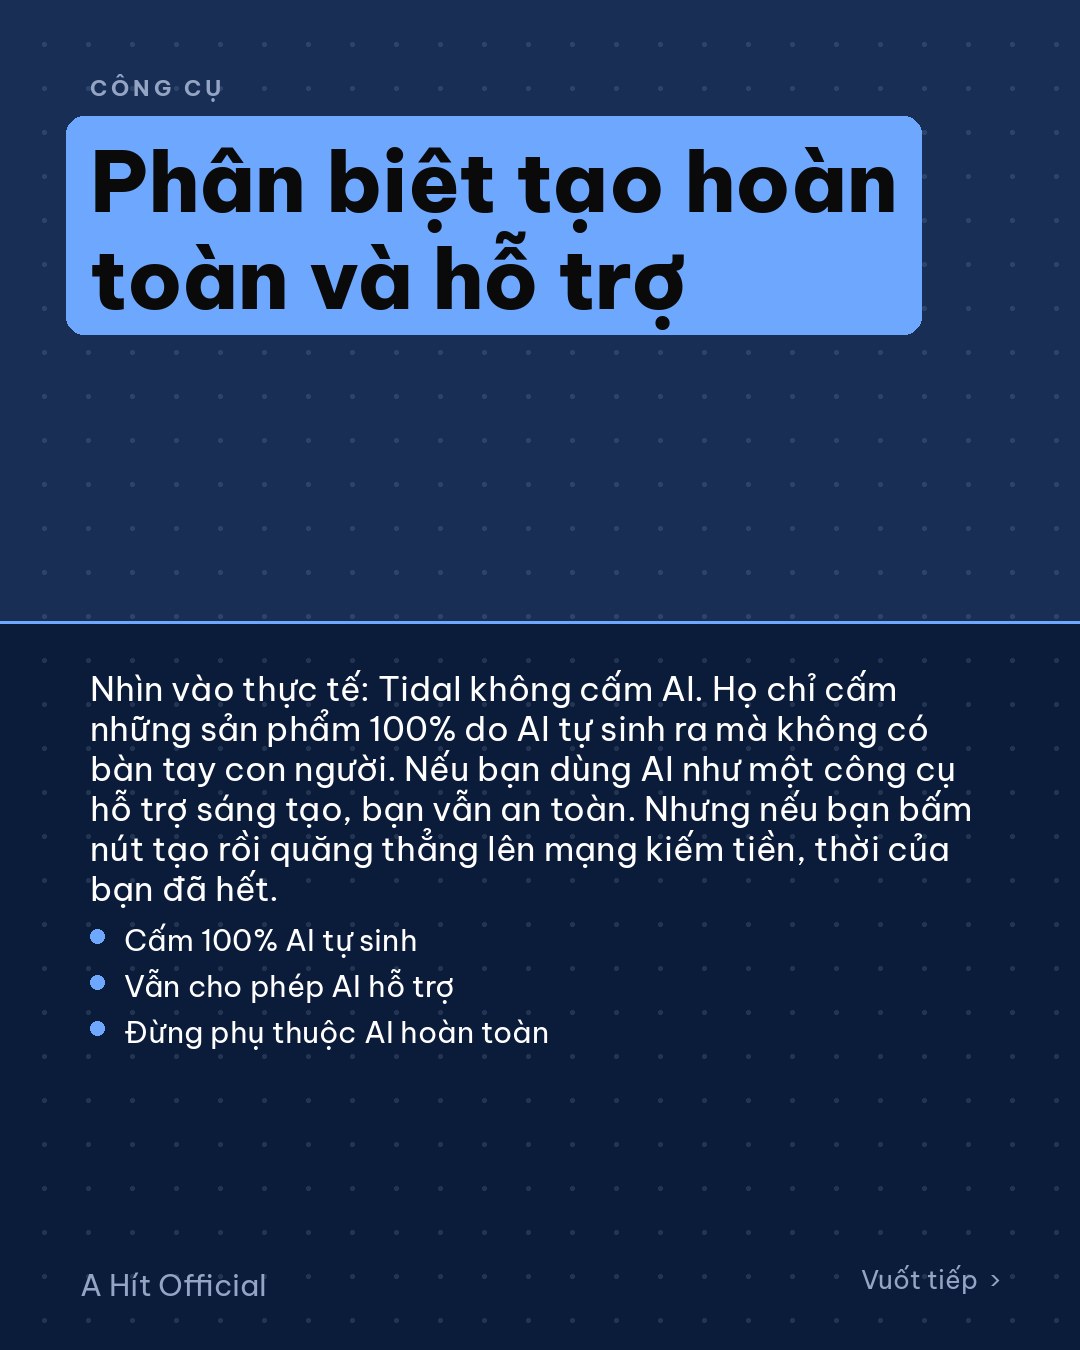 CÔNG CỤ
Phân biệt tạo hoàn
toàn và hỗ trợ
Nhìn vào thực tế: Tidal không cấm AI. Họ chỉ cấm
những sản phẩm 100% do AI tự sinh ra mà không có
bàn tay con người. Nếu bạn dùng AI như một công cụ
hỗ trợ sáng tạo, bạn vẫn an toàn. Nhưng nếu bạn bấm
nút tạo rồi quăng thẳng lên mạng kiếm tiền, thời của
bạn đã hết.
Cấm 100% AI tự sinh
Vẫn cho phép AI hỗ trợ
Đừng phụ thuộc AI hoàn toàn
A Hít Official
Vuốt tiếp ›